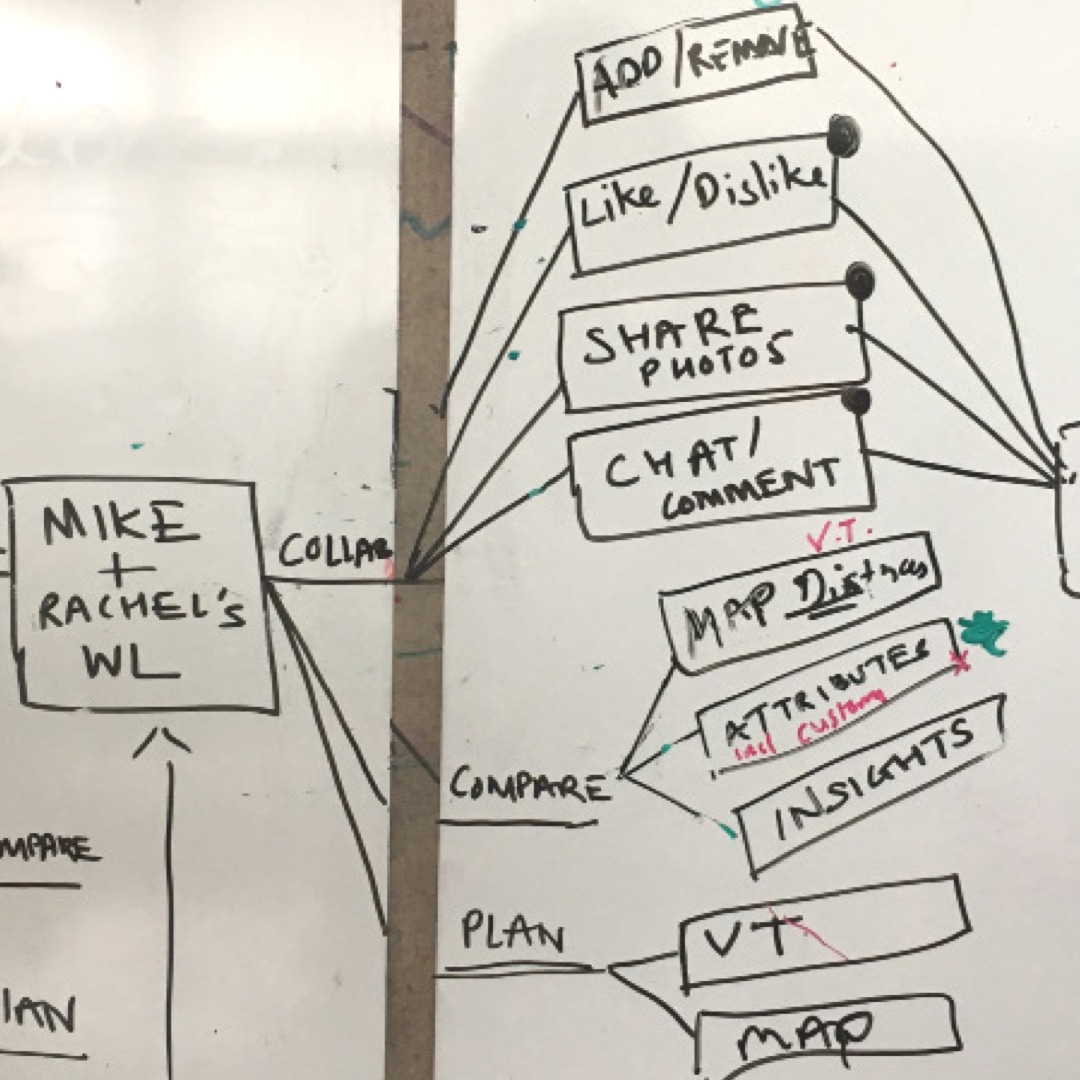 ADD/REMOVE
Like/Dislike
SHARE
PHOTOS
CHAT/
COMMENT
MIKE
+
RACHEL's
WL
COLLAB
V.T.
MAP
ATTRIBUTES
incl custom
INSIGHTS
COMPARE
MPARE
PLAN
VT
LAN
MAP